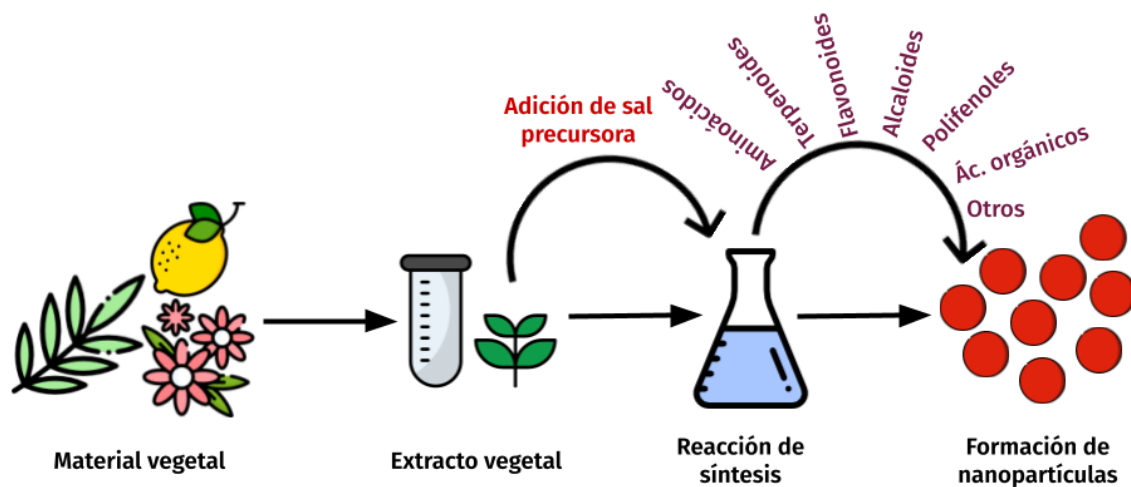 Adición de sal
precursora
Aminoácidos
Terpenoides
Flavonoides
Alcaloides
Polifenoles
Ác. orgánicos
Otros
Material vegetal
Extracto vegetal
Reacción de
síntesis
Formación de
nanopartículas